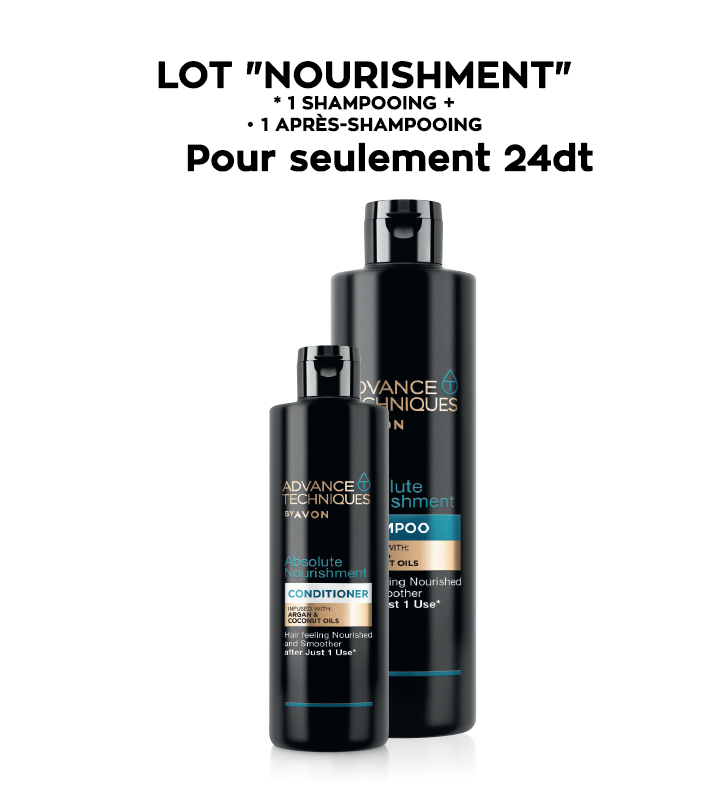 LOT "NOURISHMENT"
* 1 SHAMPOOING +
• 1 APRÈS-SHAMPOOING
Pour seulement 24dt
ADVANCE
TECHNIQUES
BY AVON
Absolute
Nourishment
CONDITIONER
INFUSED WITH:
ARGAN &
COCONUT OILS
Hair feeling Nourished
and Smoother
after Just 1 Use*
DVANCE
CHNIQUES
ON
lute
shment
MPOO
WITH:
T OILS
ing Nourished
oother
st 1 Use*